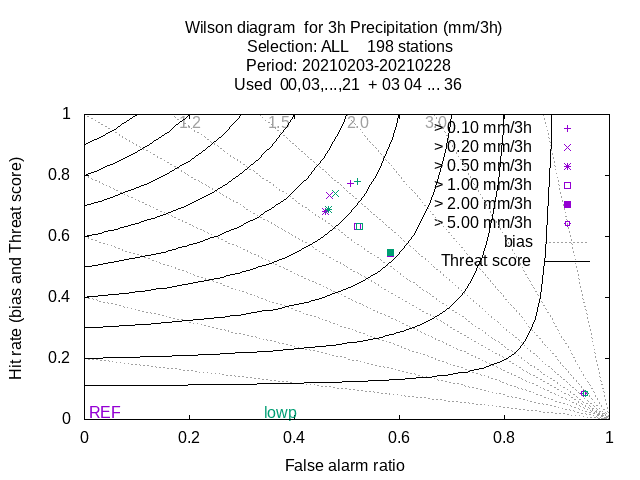 Wilson diagram  for 3h Precipitation (mm/3h)
Selection: ALL    198 stations
Period: 20210203-20210228
Used  00,03,...,21  + 03 04 ... 36
1.2
1.5
2.0
3.0
> 0.10 mm/3h
> 0.20 mm/3h
> 0.50 mm/3h
> 1.00 mm/3h
> 2.00 mm/3h
> 5.00 mm/3h
bias
Threat score
Hit rate (bias and Threat score)
1
0.8
0.6
0.4
0.2
0
REF
lowp
0
0.2
0.4
0.6
0.8
1
False alarm ratio